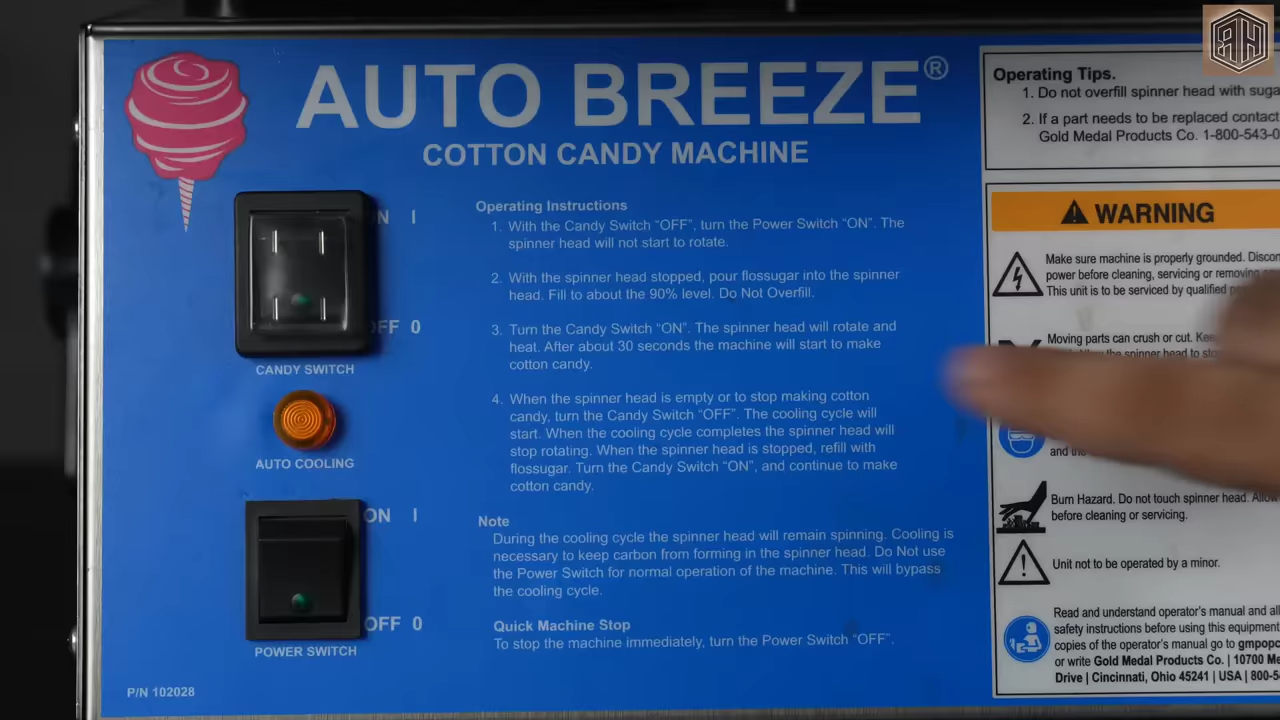 AUTO BREEZE®
COTTON CANDY MACHINE
ON I
OFF 0
CANDY SWITCH
AUTO COOLING
ON I
OFF 0
POWER SWITCH
P/N 102028
Operating Instructions
1. With the Candy Switch “OFF”, turn the Power Switch “ON”. The
spinner head will not start to rotate.
2. With the spinner head stopped, pour flossugar into the spinner
head. Fill to about the 90% level. Do Not Overfill.
3. Turn the Candy Switch “ON”. The spinner head will rotate and
heat. After about 30 seconds the machine will start to make
cotton candy.
4. When the spinner head is empty or to stop making cotton
candy, turn the Candy Switch “OFF”. The cooling cycle will
start. When the cooling cycle completes the spinner head will
stop rotating. When the spinner head is stopped, refill with
flossugar. Turn the Candy Switch “ON”, and continue to make
cotton candy.
Note
During the cooling cycle the spinner head will remain spinning. Cooling is
necessary to keep carbon from forming in the spinner head. Do Not use
the Power Switch for normal operation of the machine. This will bypass
the cooling cycle.
Quick Machine Stop
To stop the machine immediately, turn the Power Switch “OFF”.
Operating Tips.
1. Do not overfill spinner head with
2. If a part needs to be replaced contact
Gold Medal Products Co. 1-800-543-0
WARNING
Make sure machine is properly grounded.
power before cleaning, servicing or removing
This unit is to be serviced by qualified
Moving parts can crush or cut.
the spinner head to
and
Burn Hazard. Do not touch spinner head.
before cleaning or servicing.
Unit not to be operated by a minor.
Read and understand operator's manual and all
safety instructions before using this equipment
copies of the operator's manual go to
or write Gold Medal Products Co. | 10700
Drive | Cincinnati, Ohio 45241 | USA |